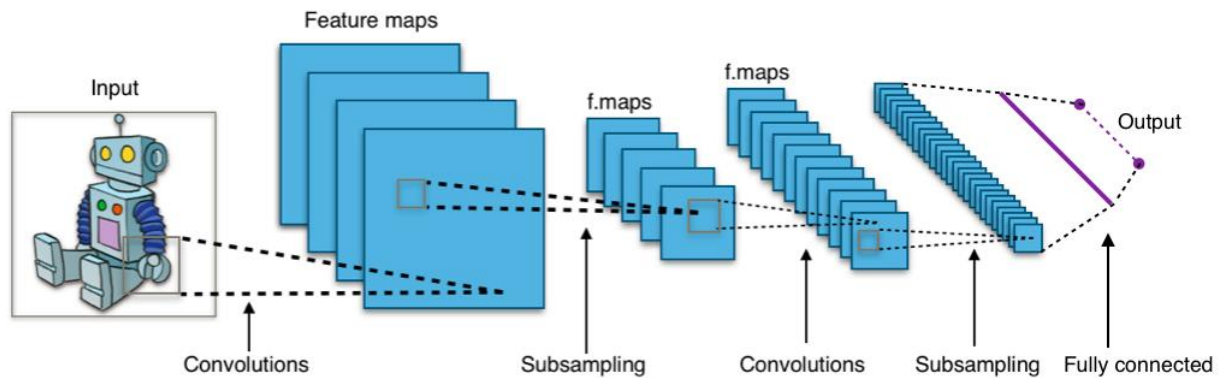 Feature maps
f.maps
Input
f.maps
Output
Convolutions
Subsampling
Convolutions
Subsampling
Fully connected